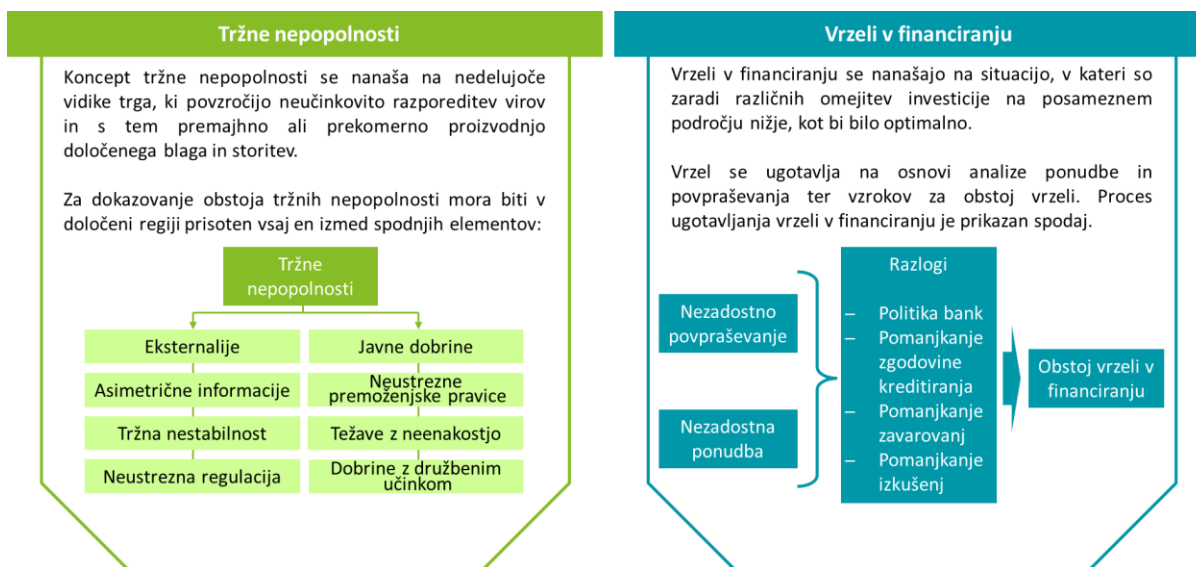 Tržne nepopolnosti
Koncept tržne nepopolnosti se nanaša na nedelujoče
vidike trga, ki povzročijo neučinkovito razporeditev virov
in s tem premajhno ali prekomerno proizvodnjo
določenega blaga in storitev.
Za dokazovanje obstoja tržnih nepopolnosti mora biti v
določeni regiji prisoten vsaj en izmed spodnjih elementov:
Tržne
nepopolnosti
Eksternalije
Javne dobrine
Asimetrične informacije
Neustrezne
premoženjske pravice
Tržna nestabilnost
Težave z neenakostjo
Neustrezna regulacija
Dobrine z družbenim
učinkom
Vrzeli v financiranju
Vrzeli v financiranju se nanašajo na situacijo, v kateri so
zaradi različnih omejitev investicije na posameznem
področju nižje, kot bi bilo optimalno.
Vrzel se ugotavlja na osnovi analize ponudbe in
povpraševanja ter vzrokov za obstoj vrzeli. Proces
ugotavljanja vrzeli v financiranju je prikazan spodaj.
Nezadostno
povpraševanje
Nezadostna
ponudba
Razlogi
– Politika bank
– Pomanjkanje
zgodovine
kreditiranja
– Pomanjkanje
zavarovanj
– Pomanjkanje
izkušenj
Obstoj vrzeli v
financiranju